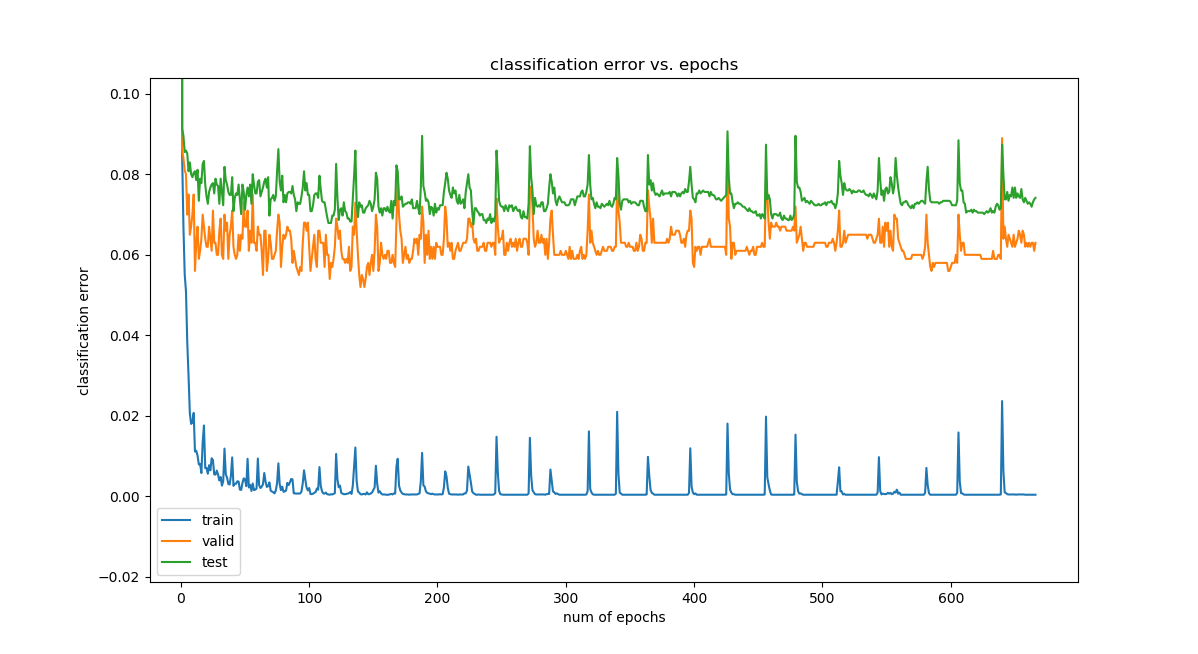 classification error vs. epochs
classification error
0.10
0.08
0.06
0.04
0.02
0.00
−0.02
train
valid
test
0 100 200 300 400 500 600
num of epochs